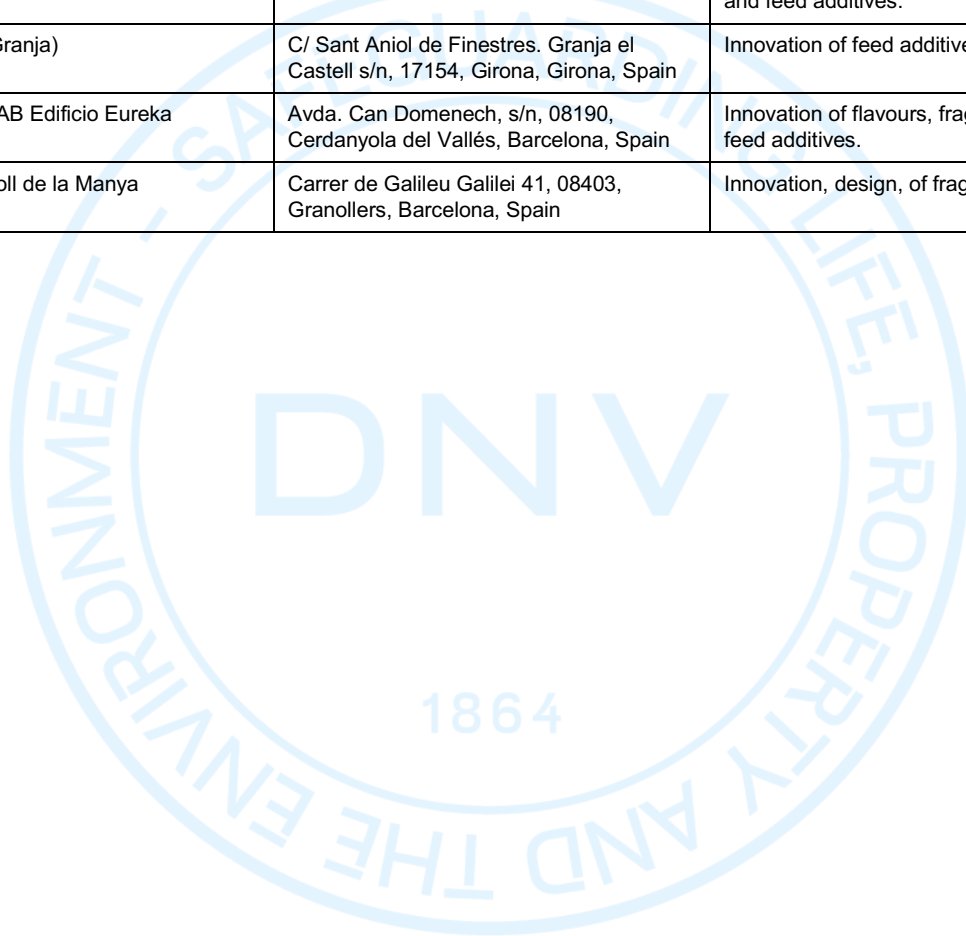 and feed additives.
Granja)
C/ Sant Aniol de Finestres. Granja el
Castell s/n, 17154, Girona, Girona, Spain
Innovation of feed additive
AB Edificio Eureka
Avda. Can Domenech, s/n, 08190,
Cerdanyola del Vallés, Barcelona, Spain
Innovation of flavours, frag
feed additives.
oll de la Manya
Carrer de Galileu Galilei 41, 08403,
Granollers, Barcelona, Spain
Innovation, design, of frag
SAFEGUARDING LIFE, PROPERTY AND THE ENVIRONMENT –
DNV
1864